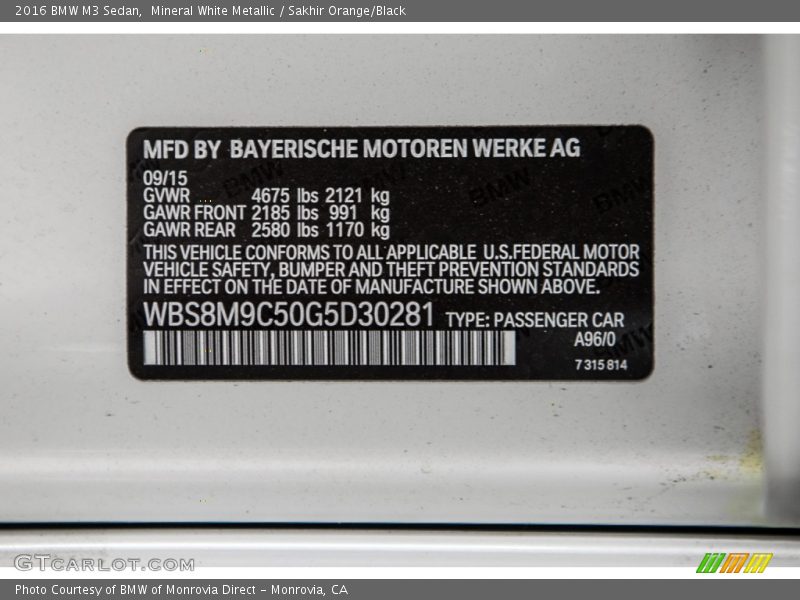 2016 BMW M3 Sedan, Mineral White Metallic / Sakhir Orange/Black
MFD BY BAYERISCHE MOTOREN WERKE AG
09/15
GVWR 4675 lbs 2121 kg
GAWR FRONT 2185 lbs 991 kg
GAWR REAR 2580 lbs 1170 kg
THIS VEHICLE CONFORMS TO ALL APPLICABLE U.S.FEDERAL MOTOR
VEHICLE SAFETY, BUMPER AND THEFT PREVENTION STANDARDS
IN EFFECT ON THE DATE OF MANUFACTURE SHOWN ABOVE.
WBS8M9C50G5D30281 TYPE: PASSENGER CAR
A96/0
7 315 814
GTCARLOT.COM
Photo Courtesy of BMW of Monrovia Direct – Monrovia, CA